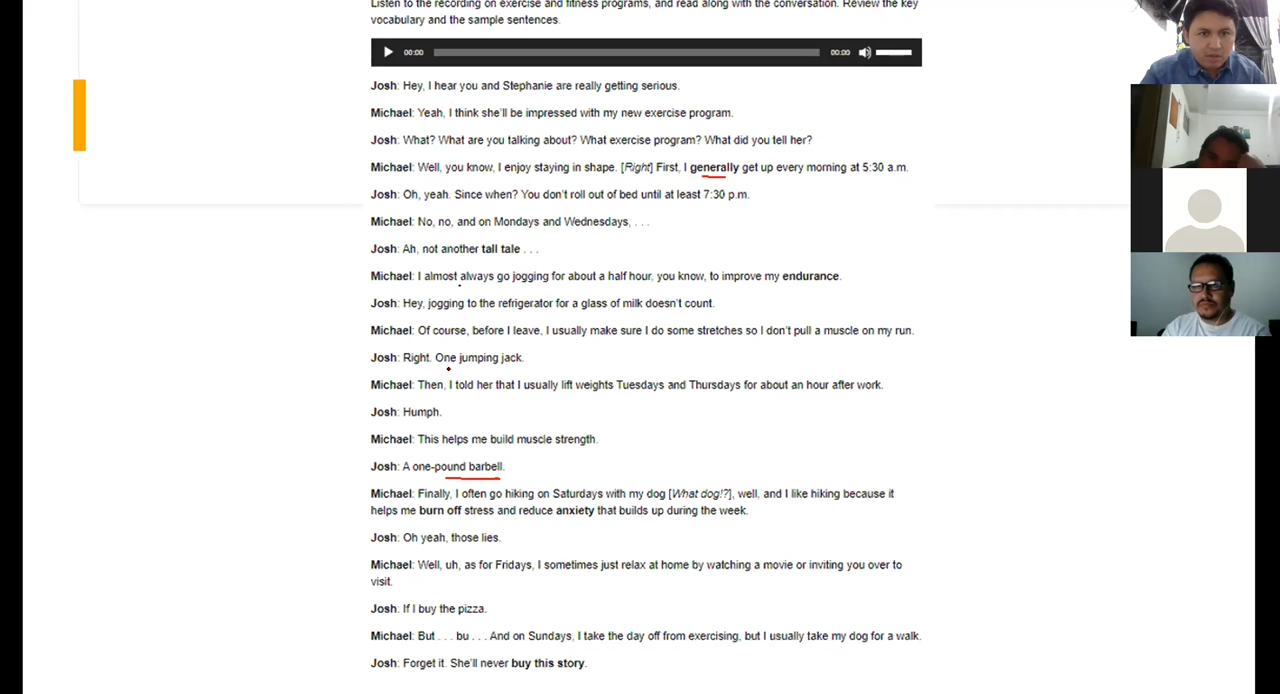 Listen to the recording on exercise and fitness programs, and read along with the conversation. Review the key
vocabulary and the sample sentences.
00:00 00:00
Josh: Hey, I hear you and Stephanie are really getting serious.
Michael: Yeah, I think she'll be impressed with my new exercise program.
Josh: What? What are you talking about? What exercise program? What did you tell her?
Michael: Well, you know, I enjoy staying in shape. [Right] First, I generally get up every morning at 5:30 a.m.
Josh: Oh, yeah. Since when? You don't roll out of bed until at least 7:30 p.m.
Michael: No, no, and on Mondays and Wednesdays, . . .
Josh: Ah, not another tall tale . . .
Michael: I almost always go jogging for about a half hour, you know, to improve my endurance.
Josh: Hey, jogging to the refrigerator for a glass of milk doesn't count.
Michael: Of course, before I leave, I usually make sure I do some stretches so I don't pull a muscle on my run.
Josh: Right. One jumping jack.
Michael: Then, I told her that I usually lift weights Tuesdays and Thursdays for about an hour after work.
Josh: Humph.
Michael: This helps me build muscle strength.
Josh: A one-pound barbell.
Michael: Finally, I often go hiking on Saturdays with my dog [What dog!?], well, and I like hiking because it
helps me burn off stress and reduce anxiety that builds up during the week.
Josh: Oh yeah, those lies.
Michael: Well, uh, as for Fridays, I sometimes just relax at home by watching a movie or inviting you over to
visit.
Josh: If I buy the pizza.
Michael: But . . . bu . . . And on Sundays, I take the day off from exercising, but I usually take my dog for a walk.
Josh: Forget it. She'll never buy this story.